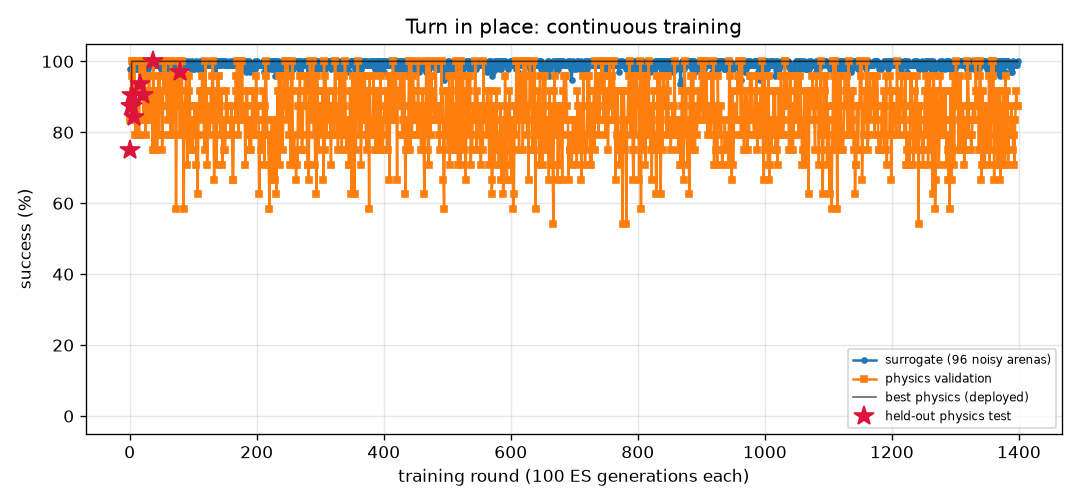 Turn in place: continuous training
success (%)
100
80
60
40
20
0
0 200 400 600 800 1000 1200 1400
training round (100 ES generations each)
surrogate (96 noisy arenas)
physics validation
best physics (deployed)
held-out physics test